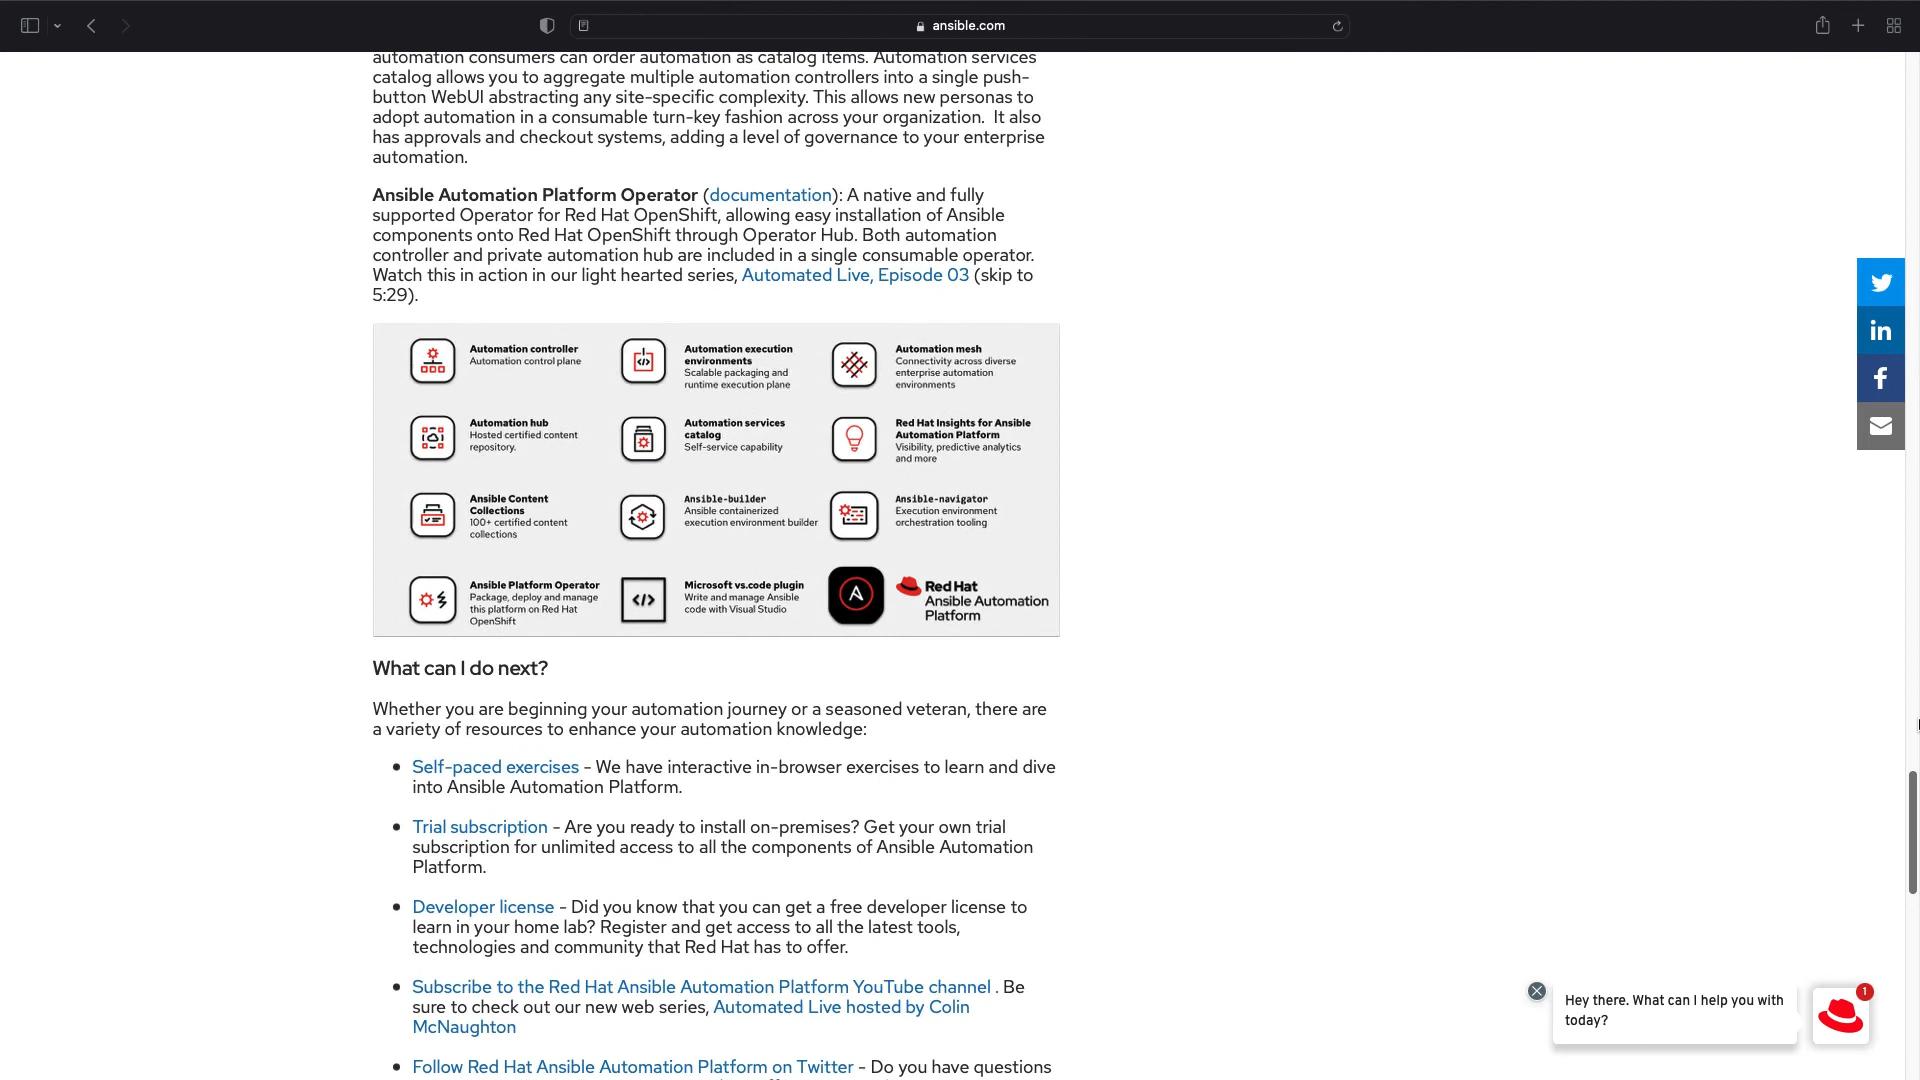 ansible.com
automation consumers can order automation as catalog items. Automation services
catalog allows you to aggregate multiple automation controllers into a single push-
button WebUI abstracting any site-specific complexity. This allows new personas to
adopt automation in a consumable turn-key fashion across your organization.  It also
has approvals and checkout systems, adding a level of governance to your enterprise
automation.
Ansible Automation Platform Operator (documentation): A native and fully
supported Operator for Red Hat OpenShift, allowing easy installation of Ansible
components onto Red Hat OpenShift through Operator Hub. Both automation
controller and private automation hub are included in a single consumable operator.
Watch this in action in our light hearted series, Automated Live, Episode 03 (skip to
5:29).
Automation controller
Automation control plane
Automation execution
environments
Scalable packaging and
runtime execution plane
Automation mesh
Connectivity across diverse
enterprise automation
environments
Automation hub
Hosted certified content
repository.
Automation services
catalog
Self-service capability
Red Hat Insights for Ansible
Automation Platform
Visibility, predictive analytics
and more
Ansible Content
Collections
100+ certified content
collections
Ansible-builder
Ansible containerized
execution environment builder
Ansible-navigator
Execution environment
orchestration tooling
Ansible Platform Operator
Package, deploy and manage
this platform on Red Hat
OpenShift
Microsoft vs.code plugin
Write and manage Ansible
code with Visual Studio
Red Hat
Ansible Automation
Platform
What can I do next?
Whether you are beginning your automation journey or a seasoned veteran, there are
a variety of resources to enhance your automation knowledge:
Self-paced exercises - We have interactive in-browser exercises to learn and dive
into Ansible Automation Platform.
Trial subscription - Are you ready to install on-premises? Get your own trial
subscription for unlimited access to all the components of Ansible Automation
Platform.
Developer license - Did you know that you can get a free developer license to
learn in your home lab? Register and get access to all the latest tools,
technologies and community that Red Hat has to offer.
Subscribe to the Red Hat Ansible Automation Platform YouTube channel . Be
sure to check out our new web series, Automated Live hosted by Colin
McNaughton
Follow Red Hat Ansible Automation Platform on Twitter - Do you have questions
Hey there. What can I help you with
today?
1